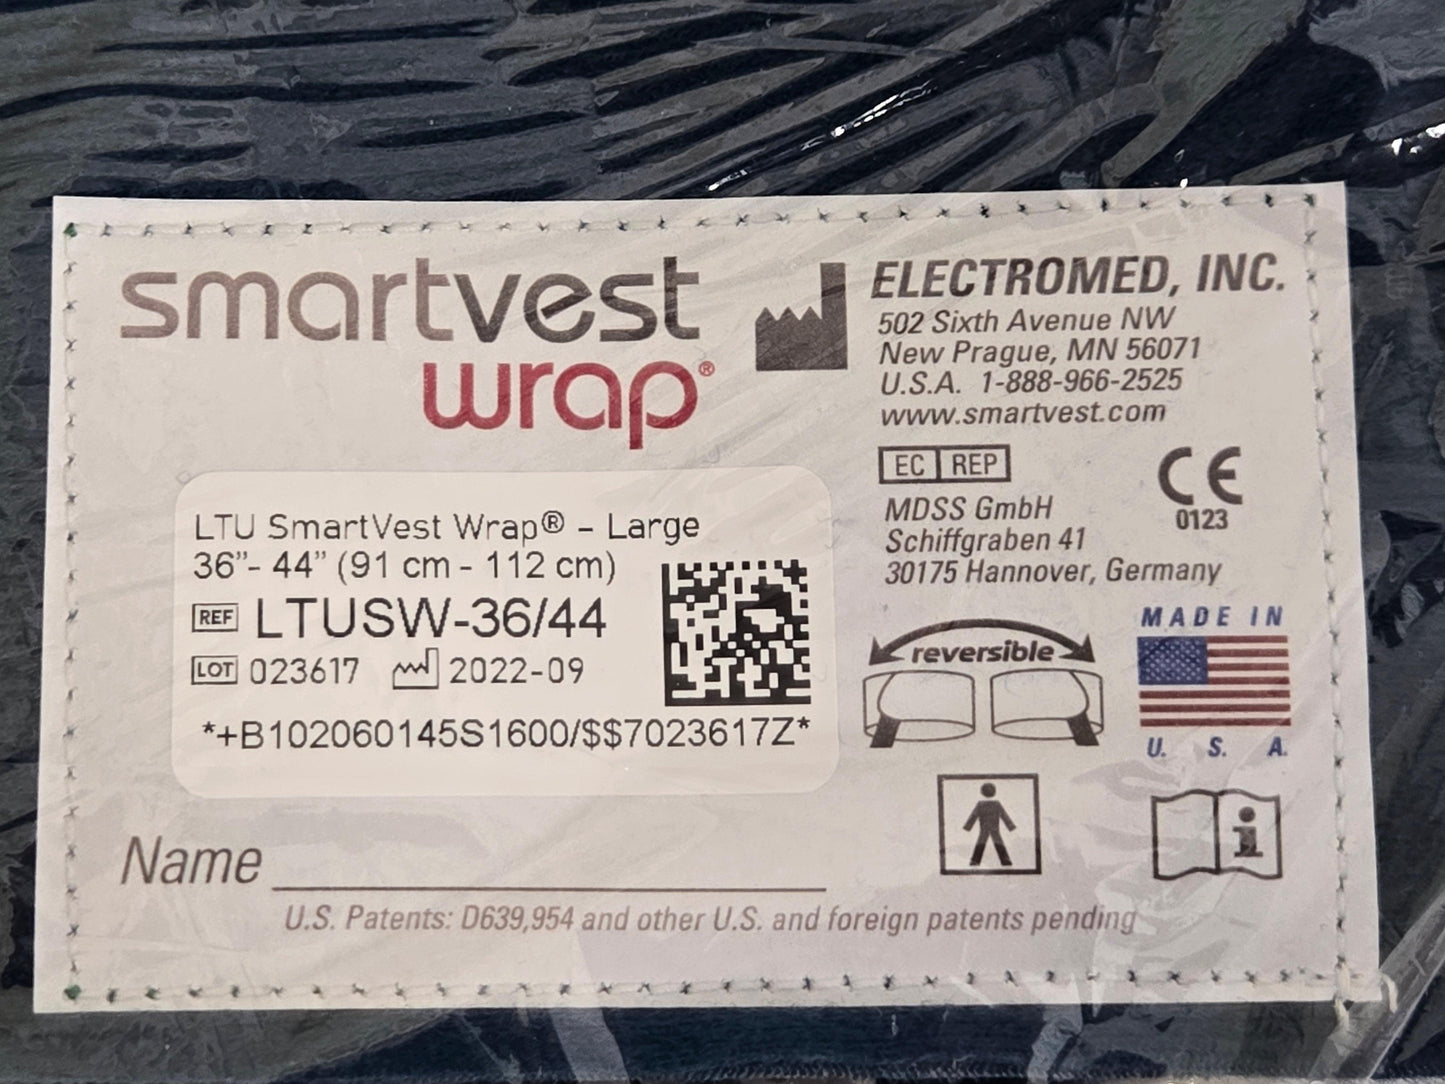 smartvest
wrap®
ELECTROMED, INC.
502 Sixth Avenue NW
New Prague, MN 56071
U.S.A. 1-888-966-2525
www.smartvest.com
EC REP
MDSS GmbH
Schiffgraben 41
30175 Hannover, Germany
CE
0123
LTU SmartVest Wrap® - Large
36”- 44” (91 cm - 112 cm)
REF LTUSW-36/44
LOT 023617 2022-09
*+B102060145S1600/$$7023617Z*
reversible
MADE IN
U. S. A.
i
Name
U.S. Patents: D639,954 and other U.S. and foreign patents pending